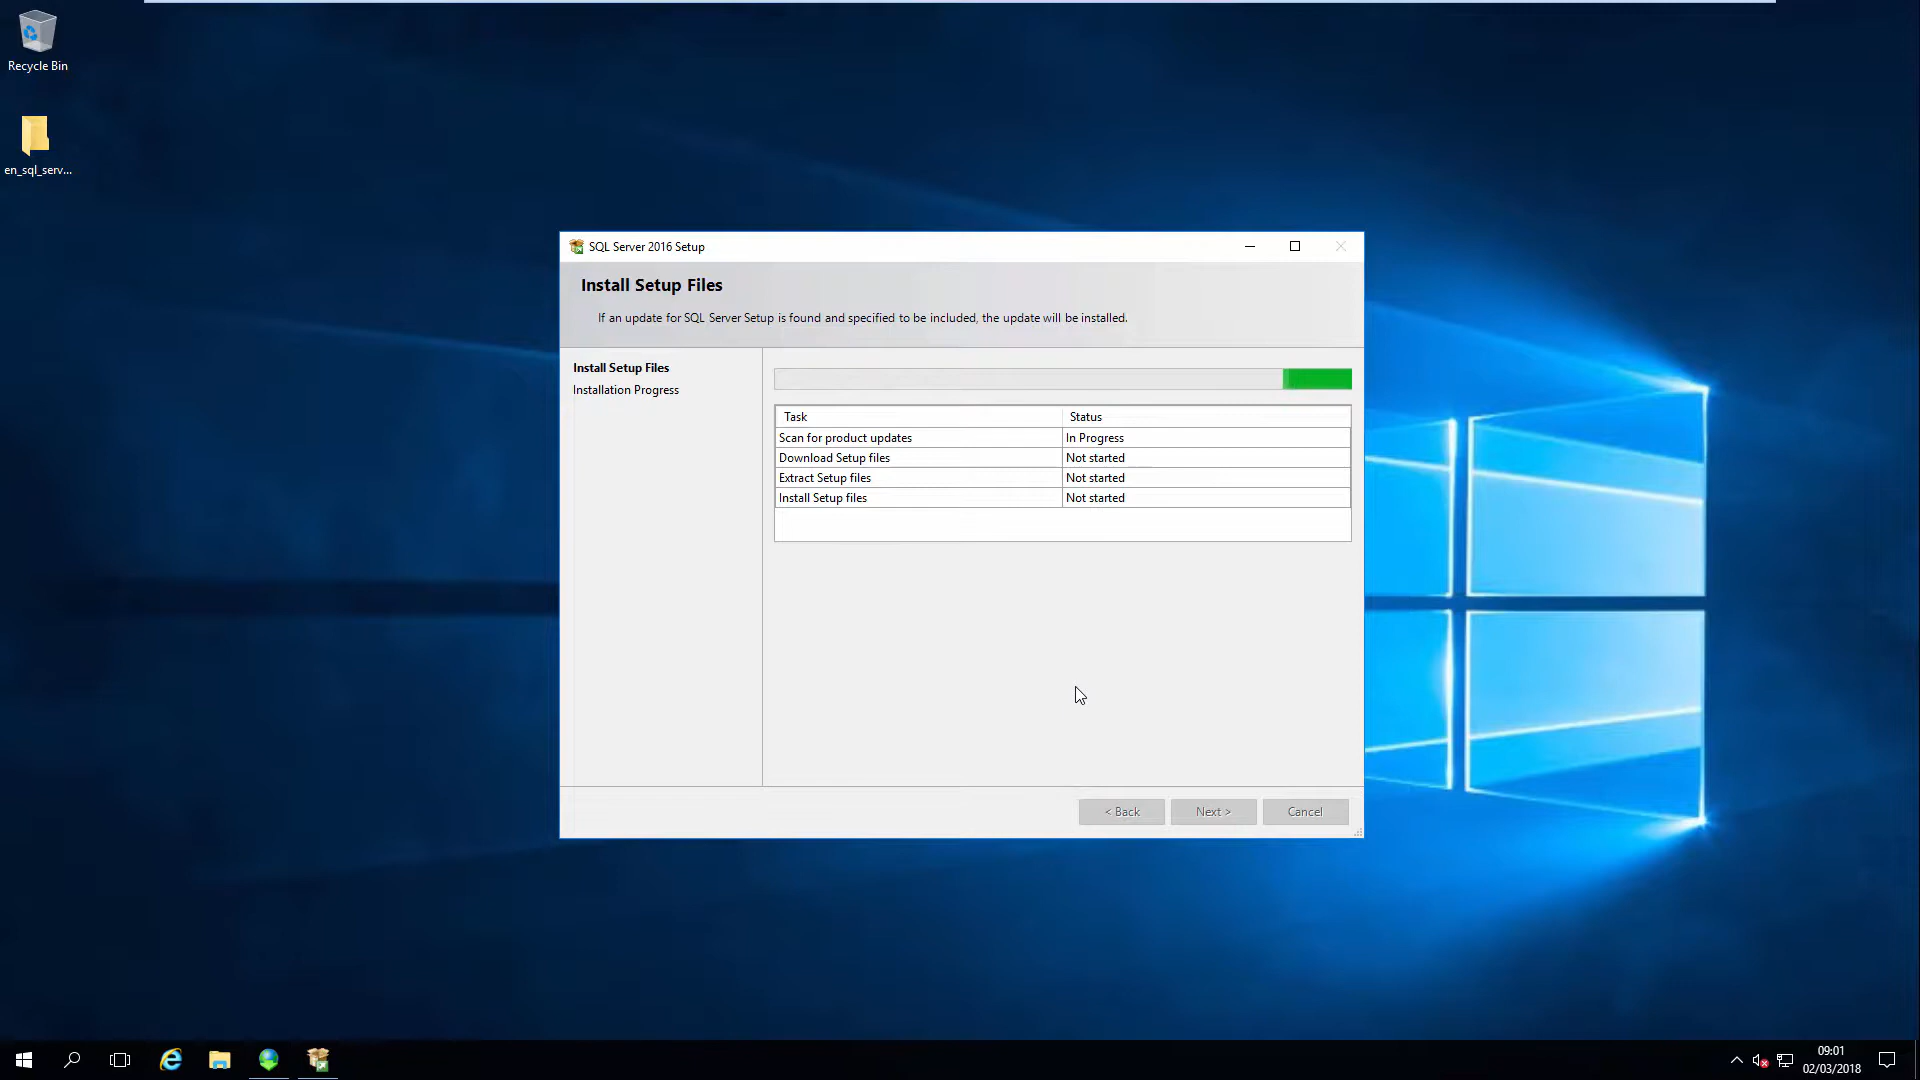 Recycle Bin
en_sql_serv...
SQL Server 2016 Setup
Install Setup Files
If an update for SQL Server Setup is found and specified to be included, the update will be installed.
Install Setup Files
Installation Progress
Task Status
Scan for product updates In Progress
Download Setup files Not started
Extract Setup files Not started
Install Setup files Not started
< Back Next > Cancel
09:01
02/03/2018